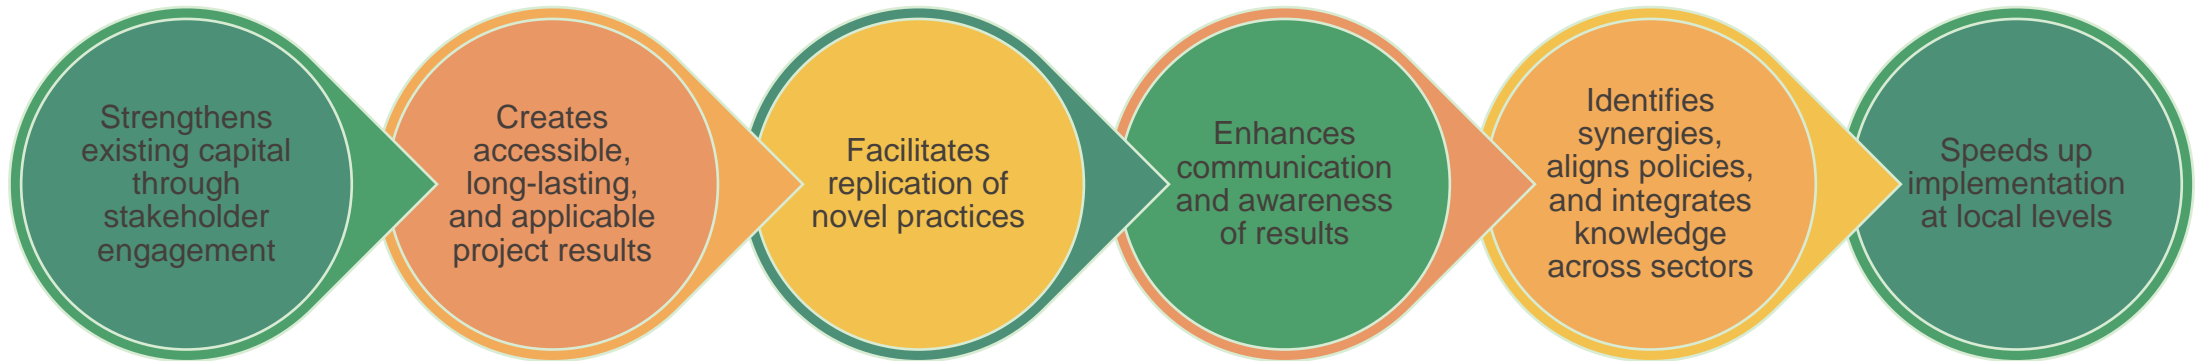 Strengthens
existing capital
through
stakeholder
engagement
Creates
accessible,
long-lasting,
and applicable
project results
Facilitates
replication of
novel practices
Enhances
communication
and awareness
of results
Identifies
synergies,
aligns policies,
and integrates
knowledge
across sectors
Speeds up
implementation
at local levels